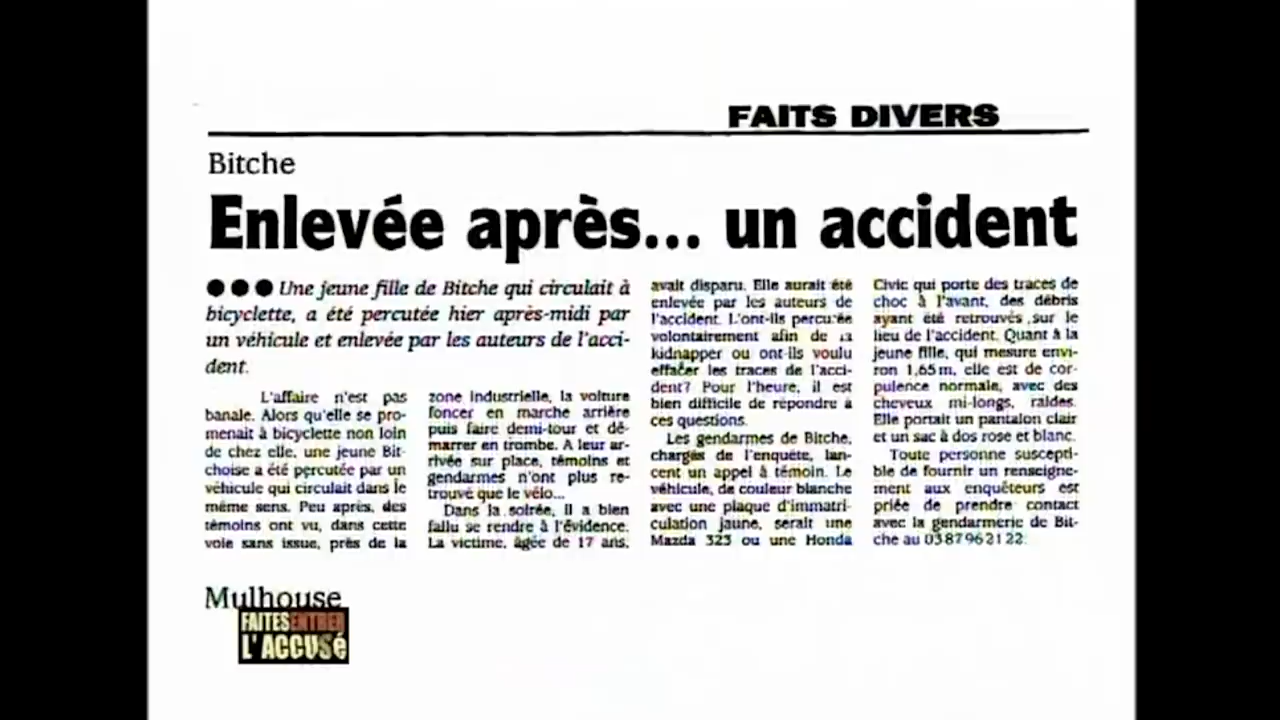 FAITS DIVERS
Bitche
Enlevée après... un accident
●●● Une jeune fille de Bitche qui circulait à
bicyclette, a été percutée hier après-midi par
un véhicule et enlevée par les auteurs de l'acci-
dent.
L'affaire n'est pas
banale. Alors qu'elle se pro-
menait à bicyclette non loin
de chez elle, une jeune Bit-
choise a été percutée par un
véhicule qui circulait dans le
même sens. Peu après, des
témoins ont vu, dans cette
voie sans issue, près de la
zone industrielle, la voiture
foncer en marche arrière
puis faire demi-tour et dé-
marrer en trombe. A leur ar-
rivée sur place, témoins et
gendarmes n'ont plus re-
trouvé que le vélo...
Dans la soirée, il a bien
fallu se rendre à l'évidence.
La victime, âgée de 17 ans,
avait disparu. Elle aurait été
enlevée par les auteurs de
l'accident. L'ont-ils percutée
volontairement afin de la
kidnapper ou ont-ils voulu
effacer les traces de l'acci-
dent? Pour l'heure, il est
bien difficile de répondre à
ces questions.
Les gendarmes de Bitche,
chargés de l'enquête, lan-
cent un appel à témoin. Le
véhicule, de couleur blanche
avec une plaque d'immatri-
culation jaune, serait une
Mazda 323 ou une Honda
Civic qui porte des traces de
choc à l'avant, des débris
ayant été retrouvés sur le
lieu de l'accident. Quant à la
jeune fille, qui mesure envi-
ron 1,65 m, elle est de cor-
pulence normale, avec des
cheveux mi-longs, raides.
Elle portait un pantalon clair
et un sac à dos rose et blanc.
Toute personne suscepti-
ble de fournir un renseigne-
ment aux enquêteurs est
priée de prendre contact
avec la gendarmerie de Bit-
che au 03 87 96 21 22.
Mulhouse
FAITES ENTRER
L'ACCUSé